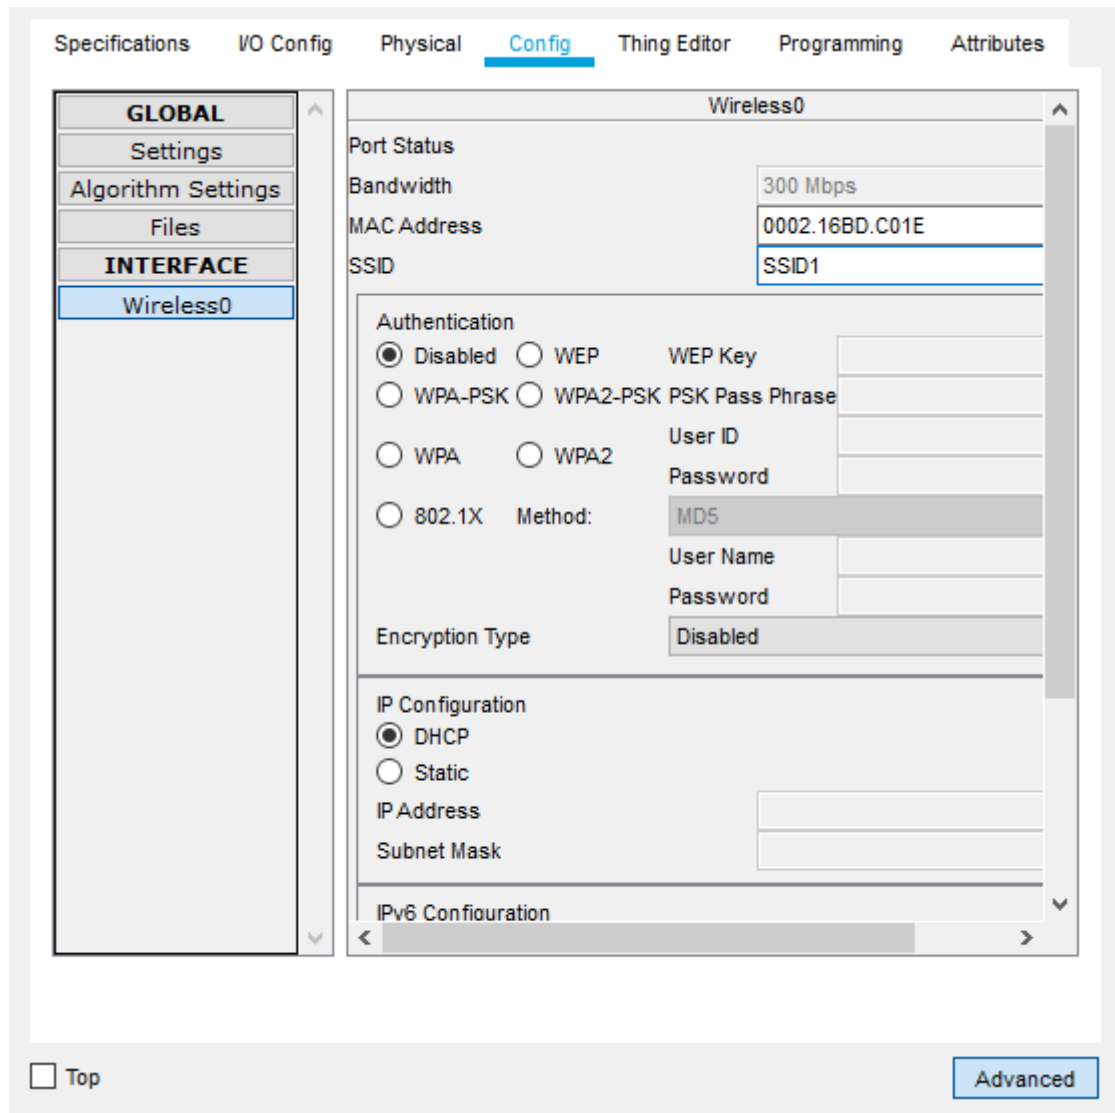 Specifications I/O Config Physical Config Thing Editor Programming Attributes
GLOBAL
Settings
Algorithm Settings
Files
INTERFACE
Wireless0
Wireless0
Port Status
Bandwidth 300 Mbps
MAC Address 0002.16BD.C01E
SSID SSID1
Authentication
Disabled WEP WEP Key
WPA-PSK WPA2-PSK PSK Pass Phrase
User ID
WPA WPA2
Password
802.1X Method: MD5
User Name
Password
Encryption Type Disabled
IP Configuration
DHCP
Static
IP Address
Subnet Mask
IPv6 Configuration
Top Advanced